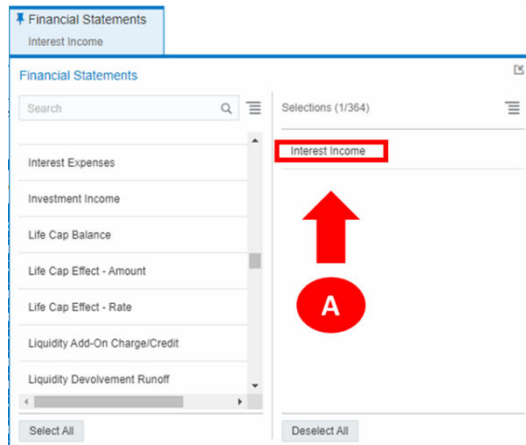 Financial Statements
Interest Income
Financial Statements
Search
Selections (1/364)
Interest Expenses
Interest Income
Investment Income
Life Cap Balance
Life Cap Effect - Amount
Life Cap Effect - Rate
A
Liquidity Add-On Charge/Credit
Liquidity Devolvement Runoff
Select All
Deselect All